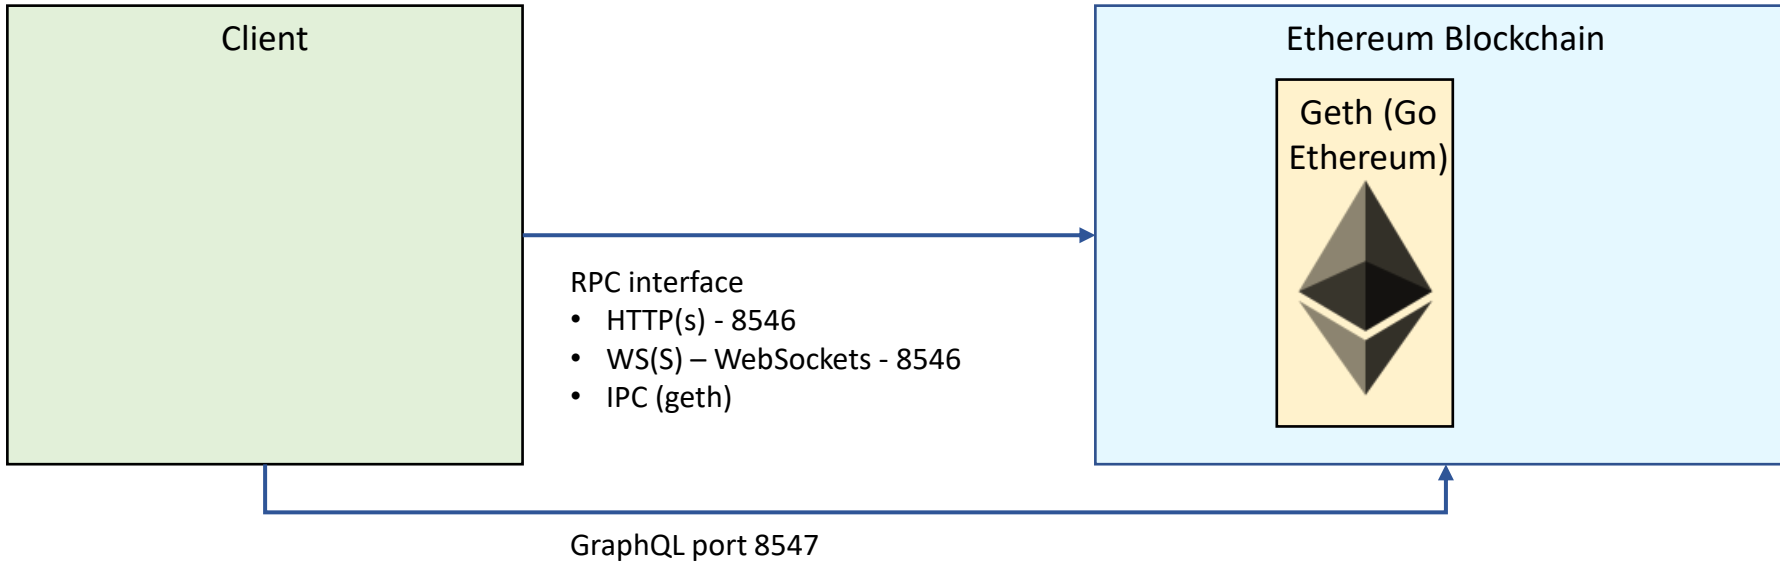 Client
Ethereum Blockchain
Geth (Go
Ethereum)
RPC interface
• HTTP(s) - 8546
• WS(S) – WebSockets - 8546
• IPC (geth)
GraphQL port 8547